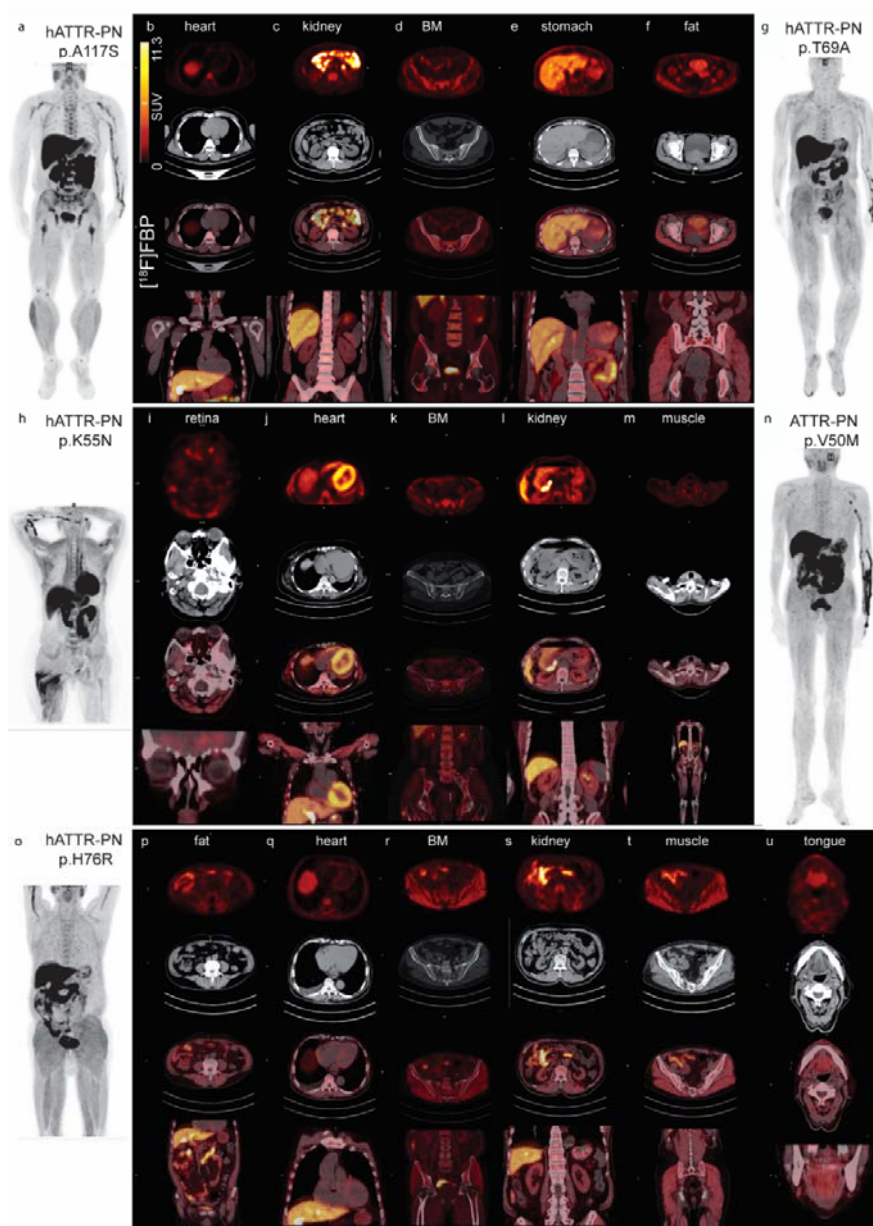 a
hATTR-PN
p.A117S
b heart
c kidney
d BM
e stomach
f fat
g
hATTR-PN
p.T69A
11.3
SUV
0
[18F]FBP
h
hATTR-PN
p.K55N
i retina
j heart
k BM
l kidney
m muscle
n
ATTR-PN
p.V50M
o
hATTR-PN
p.H76R
p fat
q heart
r BM
s kidney
t muscle
u tongue